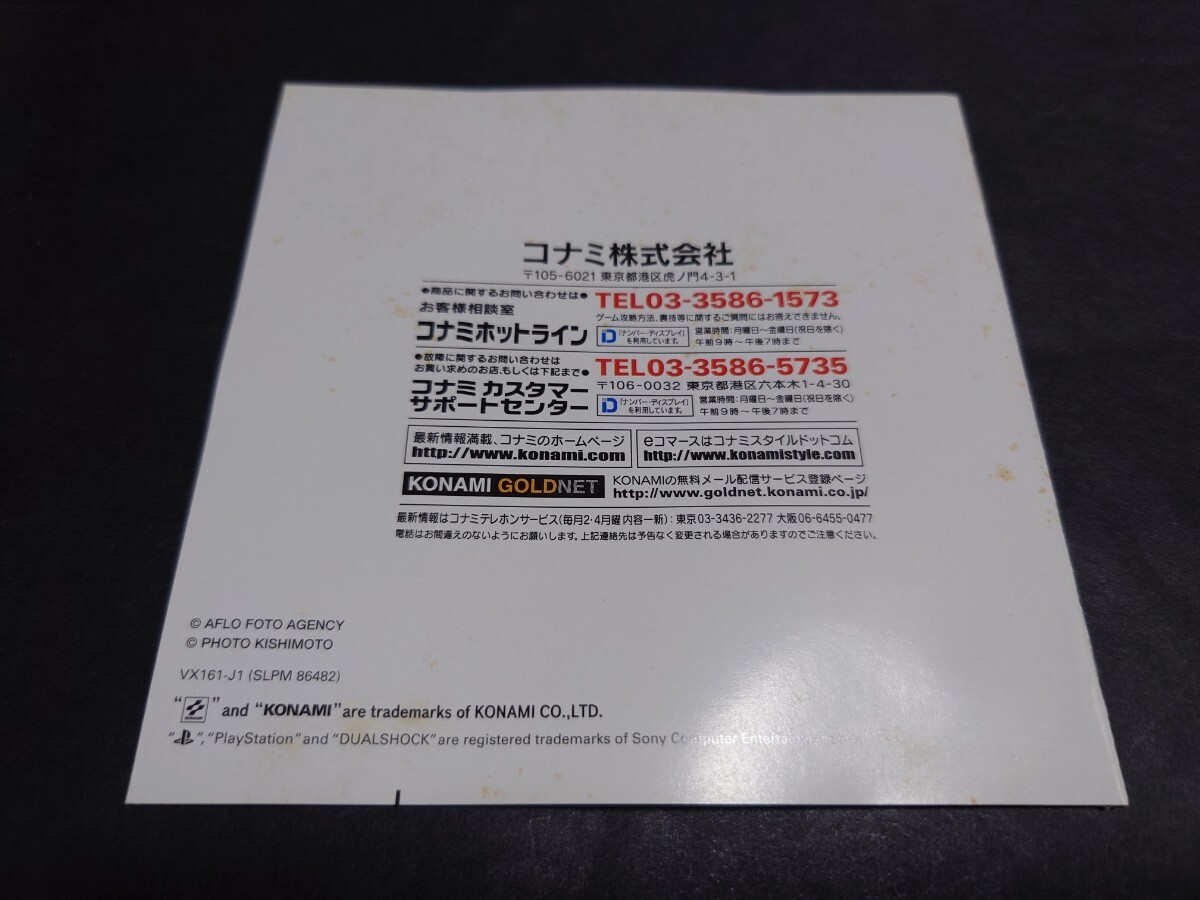 コナミ株式会社
〒105-6021 東京都港区虎ノ門4-3-1
●商品に関するお問い合わせは●
お客様相談室
コナミホットライン
TEL03-3586-1573
ゲーム攻略方法、裏技等に関するご質問にはお答えできません。
「ナンバー・ディスプレイ」
を利用しています。
営業時間:月曜日～金曜日(祝日を除く)
午前9時～午後7時まで
●故障に関するお問い合わせは
お買い求めのお店、もしくは下記まで●
コナミ カスタマー
サポートセンター
TEL03-3586-5735
〒106-0032 東京都港区六本木1-4-30
「ナンバー・ディスプレイ」
を利用しています。
営業時間:月曜日～金曜日(祝日を除く)
午前9時～午後7時まで
最新情報満載、コナミのホームページ
http://www.konami.com
eコマースはコナミスタイルドットコム
http://www.konamistyle.com
KONAMI GOLDNET
KONAMIの無料メール配信サービス登録ページ
http://www.goldnet.konami.co.jp/
最新情報はコナミテレホンサービス(毎月2・4月曜内容一新):東京03-3436-2277 大阪06-6455-0477
電話はお間違えのないようにお願いします。上記連絡先は予告なく変更される場合がありますのでご注意ください。
© AFLO FOTO AGENCY
© PHOTO KISHIMOTO
VX161-J1 (SLPM 86482)
“ KONAMI ” and “KONAMI” are trademarks of KONAMI CO.,LTD.
“ ”, “PlayStation” and “DUALSHOCK” are registered trademarks of Sony Computer Entertainment